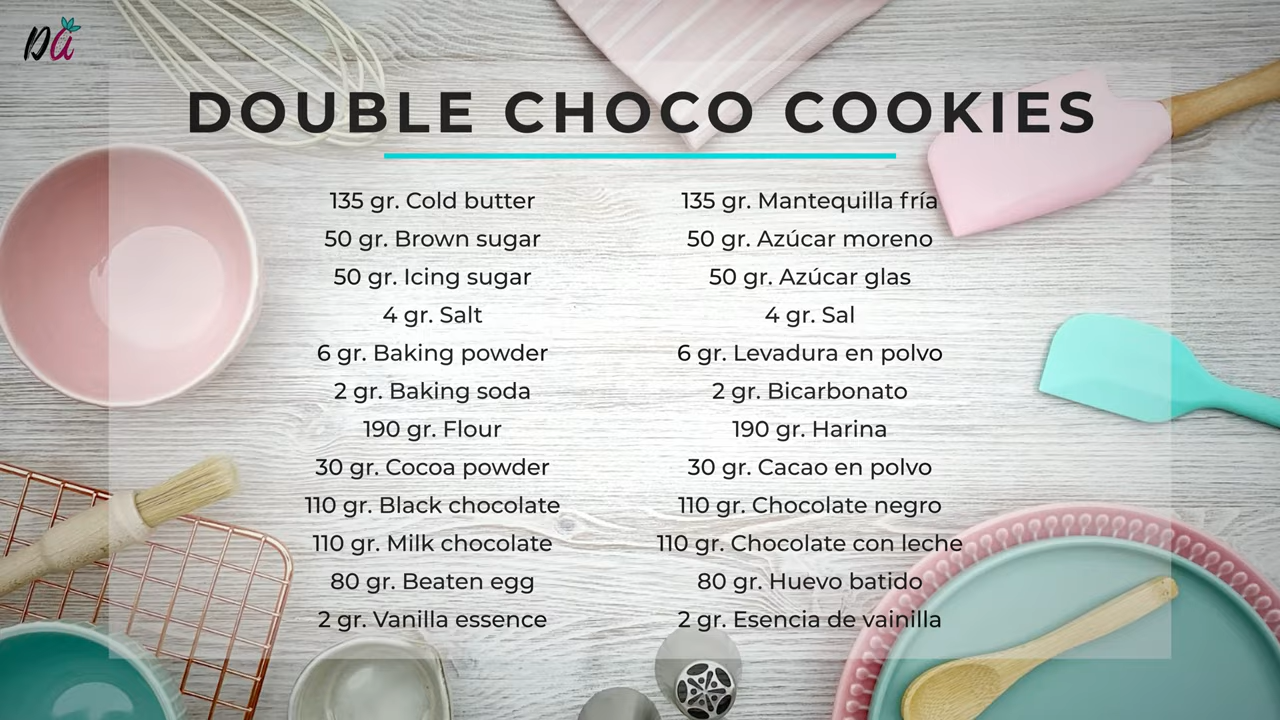 Da
DOUBLE CHOCO COOKIES
135 gr. Cold butter
50 gr. Brown sugar
50 gr. Icing sugar
4 gr. Salt
6 gr. Baking powder
2 gr. Baking soda
190 gr. Flour
30 gr. Cocoa powder
110 gr. Black chocolate
110 gr. Milk chocolate
80 gr. Beaten egg
2 gr. Vanilla essence
135 gr. Mantequilla fría
50 gr. Azúcar moreno
50 gr. Azúcar glas
4 gr. Sal
6 gr. Levadura en polvo
2 gr. Bicarbonato
190 gr. Harina
30 gr. Cacao en polvo
110 gr. Chocolate negro
110 gr. Chocolate con leche
80 gr. Huevo batido
2 gr. Esencia de vainilla